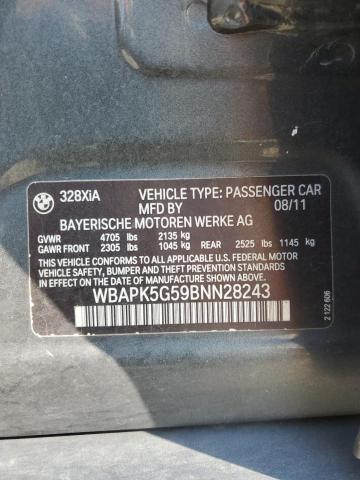 BMW
328XiA VEHICLE TYPE: PASSENGER CAR
MFD BY 08/11
BAYERISCHE MOTOREN WERKE AG
GVWR 4705 lbs 2135 kg
GAWR FRONT 2305 lbs 1045 kg REAR 2525 lbs 1145 kg
THIS VEHICLE CONFORMS TO ALL APPLICABLE U.S. FEDERAL MOTOR
VEHICLE SAFETY, BUMPER, AND THEFT PREVENTION STANDARDS
IN EFFECT ON THE DATE OF MANUFACTURE SHOWN ABOVE.
WBAPK5G59BNN28243
2 122 606